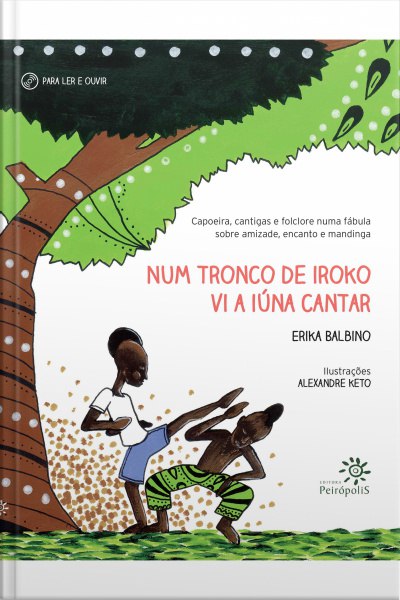 PARA LER E OUVIR
Capoeira, cantigas e folclore numa fábula
sobre amizade, encanto e mandinga
NUM TRONCO DE IROKO
VI A IÚNA CANTAR
ERIKA BALBINO
Ilustrações
ALEXANDRE KETO
EDITORA
PeirópoliS